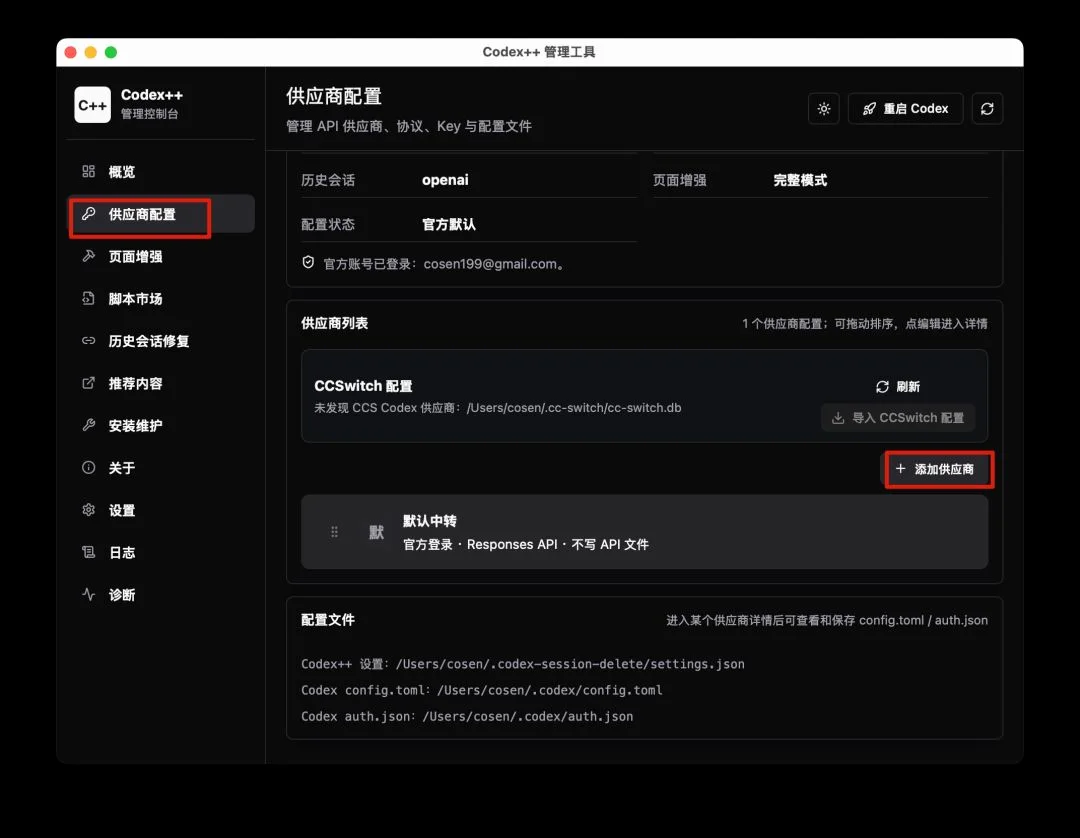 Codex++ 管理工具
C++
Codex++
管理控制台
概览
供应商配置
页面增强
脚本市场
历史会话修复
推荐内容
安装维护
关于
设置
日志
诊断
供应商配置
管理 API 供应商、协议、Key 与配置文件
重启 Codex
历史会话 openai 页面增强 完整模式
配置状态 官方默认
官方账号已登录：cosen199@gmail.com。
供应商列表 1 个供应商配置；可拖动排序，点编辑进入详情
CCSwitch 配置
未发现 CCS Codex 供应商：/Users/cosen/.cc-switch/cc-switch.db
刷新
导入 CCSwitch 配置
+ 添加供应商
默
默认中转
官方登录 · Responses API · 不写 API 文件
配置文件 进入某个供应商详情后可查看和保存 config.toml / auth.json
Codex++ 设置：/Users/cosen/.codex-session-delete/settings.json
Codex config.toml：/Users/cosen/.codex/config.toml
Codex auth.json：/Users/cosen/.codex/auth.json